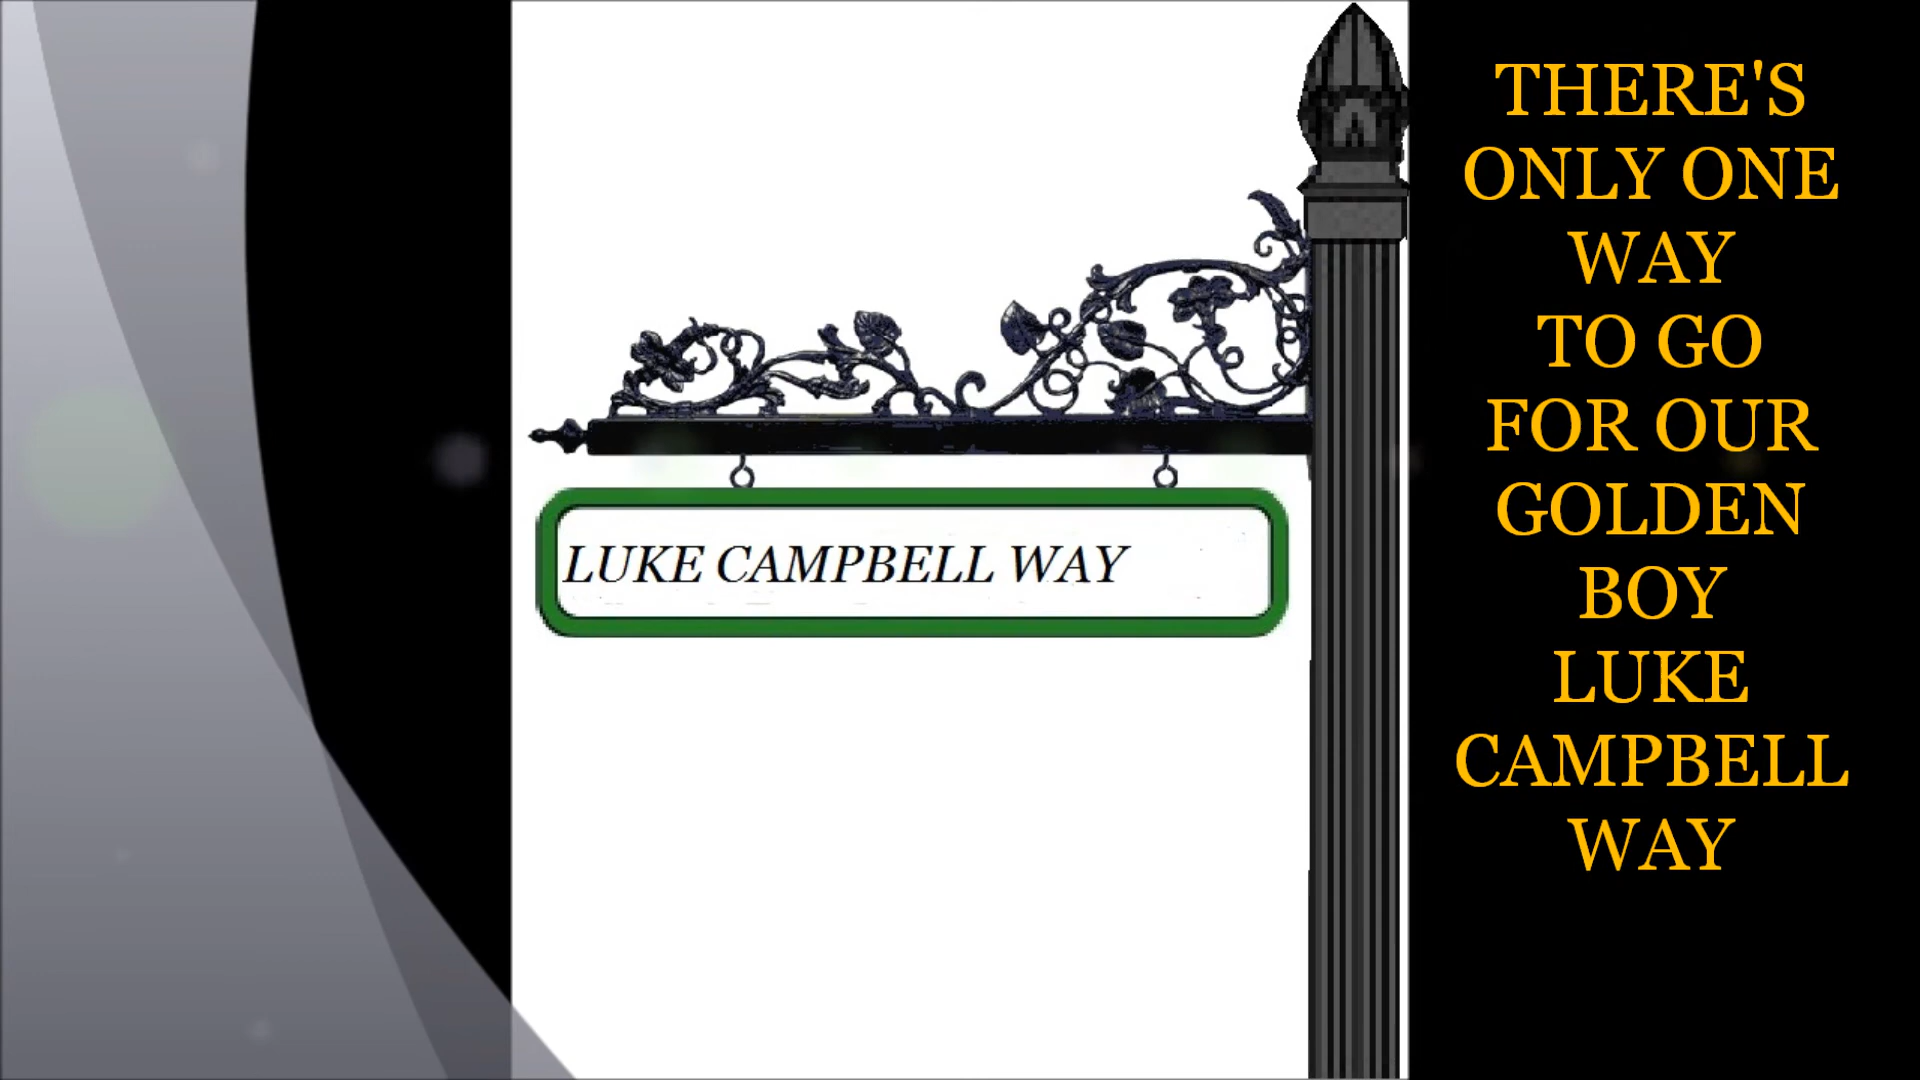 LUKE CAMPBELL WAY
THERE'S
ONLY ONE
WAY
TO GO
FOR OUR
GOLDEN
BOY
LUKE
CAMPBELL
WAY